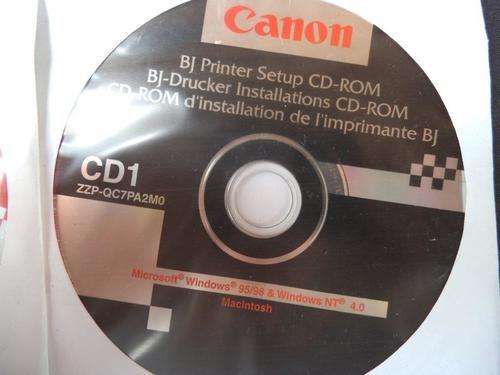 Canon
BJ Printer Setup CD-ROM
BJ-Drucker Installations CD-ROM
CD-ROM d'installation de l'imprimante BJ
CD1
ZZP-QC7PA2M0
Microsoft® Windows® 95/98 & Windows NT® 4.0
Macintosh